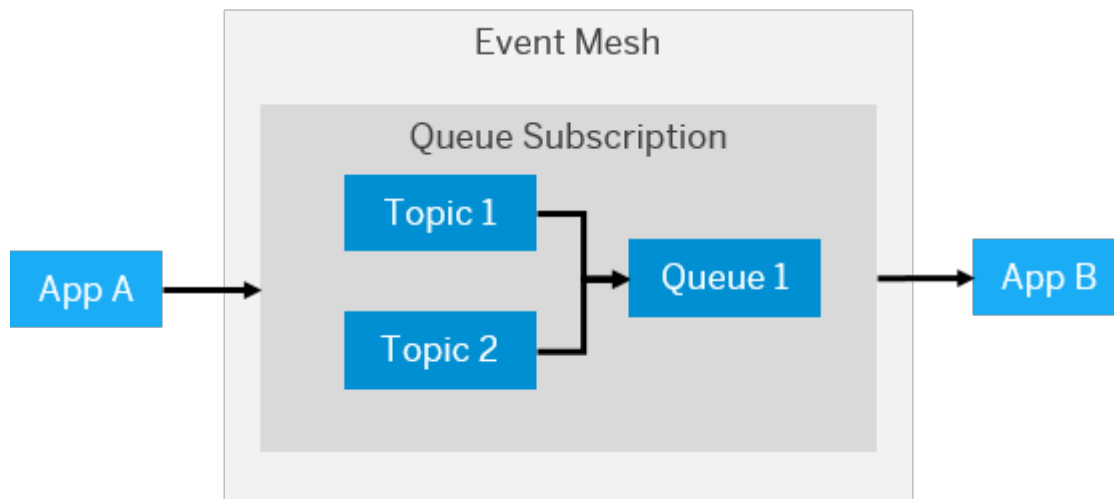 Event Mesh
Queue Subscription
Topic 1
Queue 1
App A
App B
Topic 2